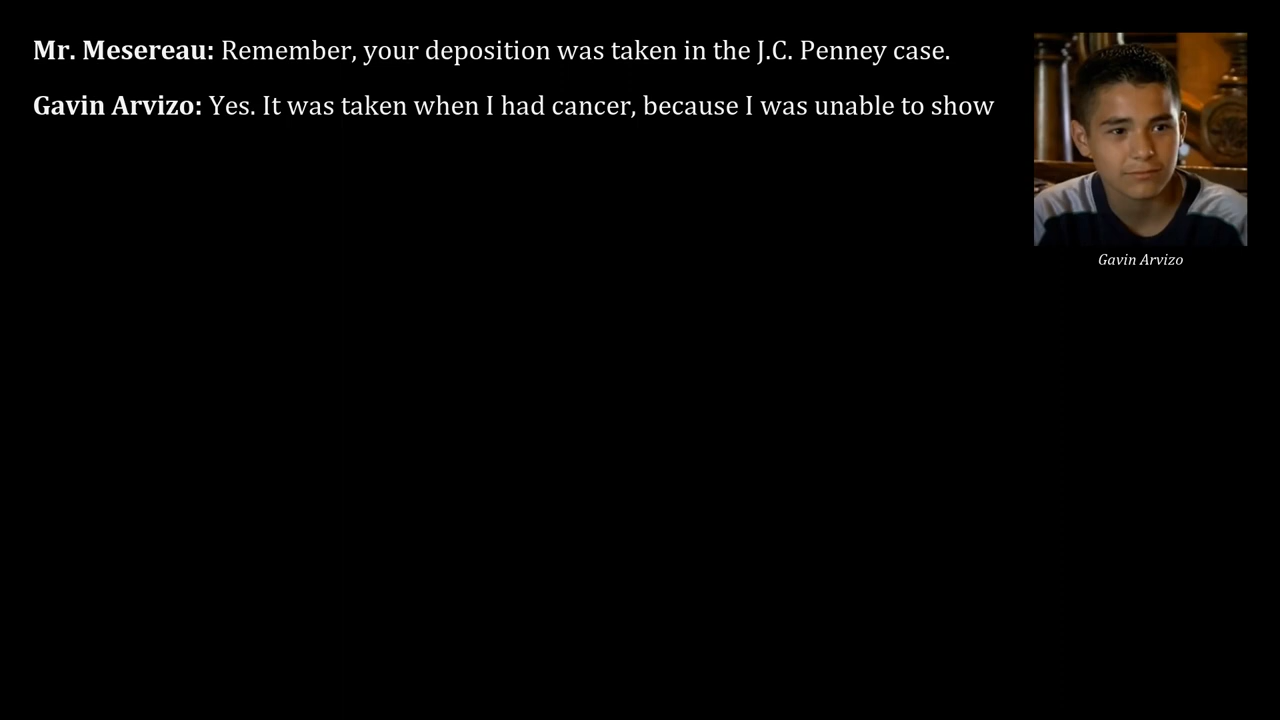 Mr. Mesereau: Remember, your deposition was taken in the J.C. Penney case.
Gavin Arvizo: Yes. It was taken when I had cancer, because I was unable to show
Gavin Arvizo